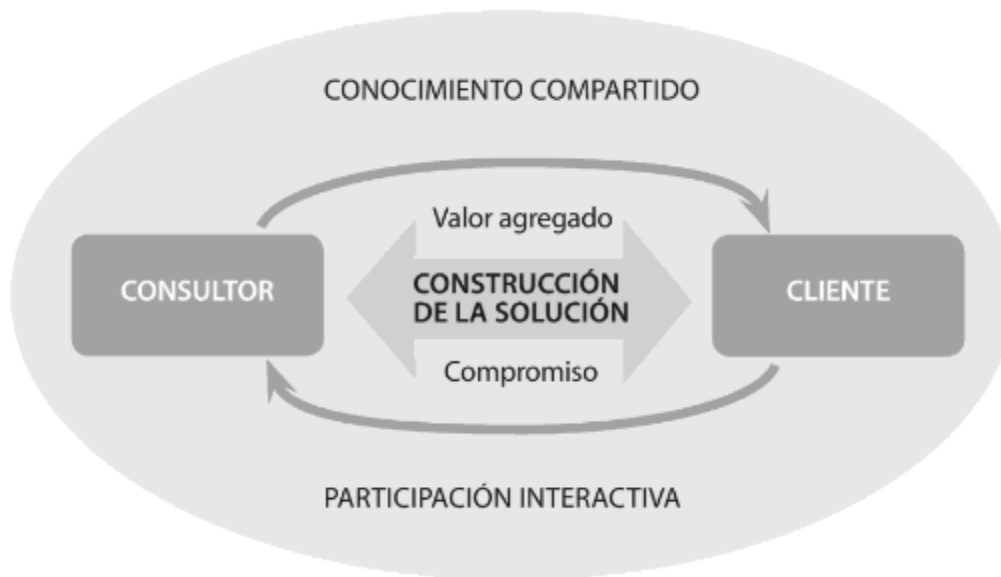 CONOCIMIENTO COMPARTIDO
Valor agregado
CONSULTOR
CONSTRUCCIÓN
DE LA SOLUCIÓN
CLIENTE
Compromiso
PARTICIPACIÓN INTERACTIVA